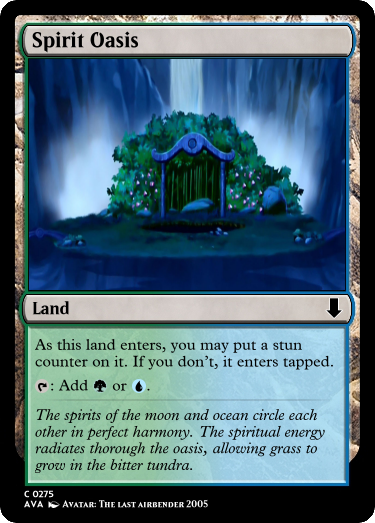 Spirit Oasis
Land
As this land enters, you may put a stun
counter on it. If you don't, it enters tapped.
: Add or .
The spirits of the moon and ocean circle each
other in perfect harmony. The spiritual energy
radiates thorough the oasis, allowing grass to
grow in the bitter tundra.
C 0275
AVA Avatar: The last airbender 2005